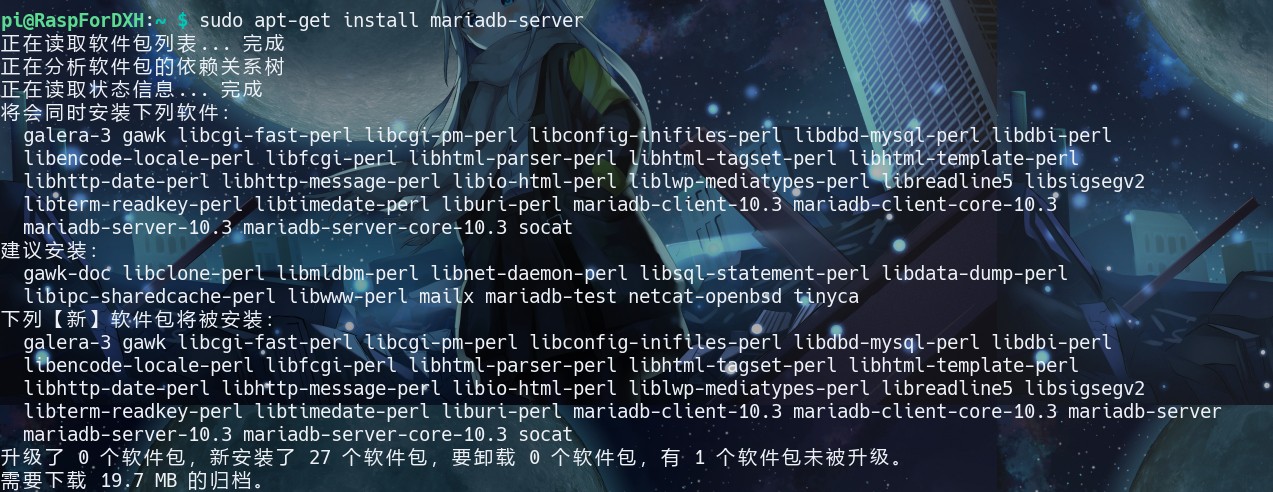 pi@RaspForDXH:~ $ sudo apt-get install mariadb-server
正在读取软件包列表... 完成
正在分析软件包的依赖关系树
正在读取状态信息... 完成
将会同时安装下列软件：
  galera-3 gawk libcgi-fast-perl libcgi-pm-perl libconfig-inifiles-perl libdbd-mysql-perl libdbi-perl
  libencode-locale-perl libfcgi-perl libhtml-parser-perl libhtml-tagset-perl libhtml-template-perl
  libhttp-date-perl libhttp-message-perl libio-html-perl liblwp-mediatypes-perl libreadline5 libsigsegv2
  libterm-readkey-perl libtimedate-perl liburi-perl mariadb-client-10.3 mariadb-client-core-10.3
  mariadb-server-10.3 mariadb-server-core-10.3 socat
建议安装：
  gawk-doc libclone-perl libmldbm-perl libnet-daemon-perl libsql-statement-perl libdata-dump-perl
  libipc-sharedcache-perl libwww-perl mailx mariadb-test netcat-openbsd tinyca
下列【新】软件包将被安装：
  galera-3 gawk libcgi-fast-perl libcgi-pm-perl libconfig-inifiles-perl libdbd-mysql-perl libdbi-perl
  libencode-locale-perl libfcgi-perl libhtml-parser-perl libhtml-tagset-perl libhtml-template-perl
  libhttp-date-perl libhttp-message-perl libio-html-perl liblwp-mediatypes-perl libreadline5 libsigsegv2
  libterm-readkey-perl libtimedate-perl liburi-perl mariadb-client-10.3 mariadb-client-core-10.3 mariadb-server
  mariadb-server-10.3 mariadb-server-core-10.3 socat
升级了 0 个软件包，新安装了 27 个软件包，要卸载 0 个软件包，有 1 个软件包未被升级。
需要下载 19.7 MB 的归档。